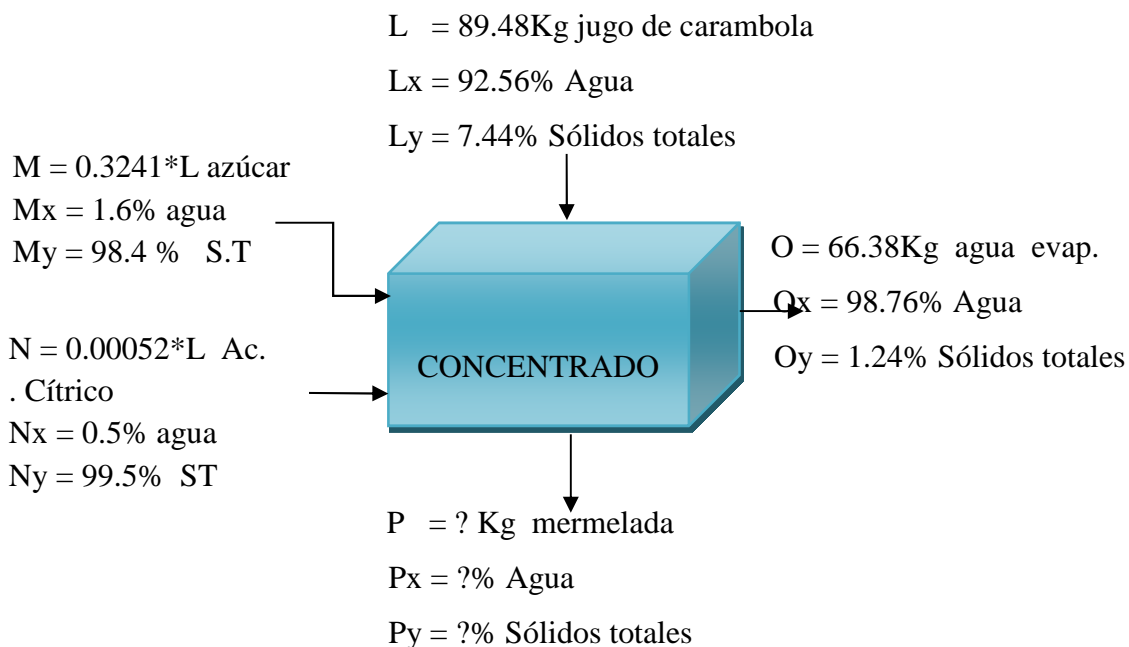 L = 89.48Kg jugo de carambola
Lx = 92.56% Agua
Ly = 7.44% Sólidos totales
M = 0.3241*L azúcar
Mx = 1.6% agua
My = 98.4 % S.T
N = 0.00052*L Ac.
. Cítrico
Nx = 0.5% agua
Ny = 99.5% ST
CONCENTRADO
O = 66.38Kg agua evap.
Ox = 98.76% Agua
Oy = 1.24% Sólidos totales
P = ? Kg mermelada
Px = ?% Agua
Py = ?% Sólidos totales